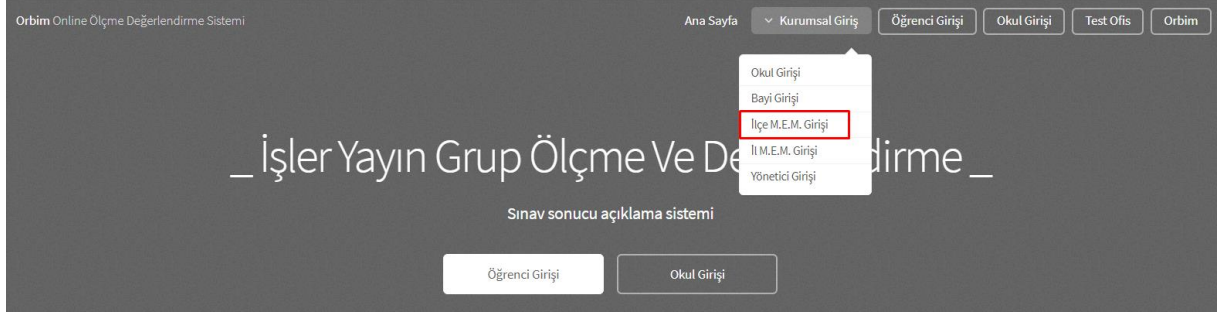 Orbim Online Ölçme Değerlendirme Sistemi
Ana Sayfa
Kurumsal Giriş
Öğrenci Girişi
Okul Girişi
Test Ofis
Orbim
Okul Girişi
Bayi Girişi
İlçe M.E.M. Girişi
İl M.E.M. Girişi
Yönetici Girişi
_ İşler Yayın Grup Ölçme Ve De dirme _
Sınav sonucu açıklama sistemi
Öğrenci Girişi
Okul Girişi